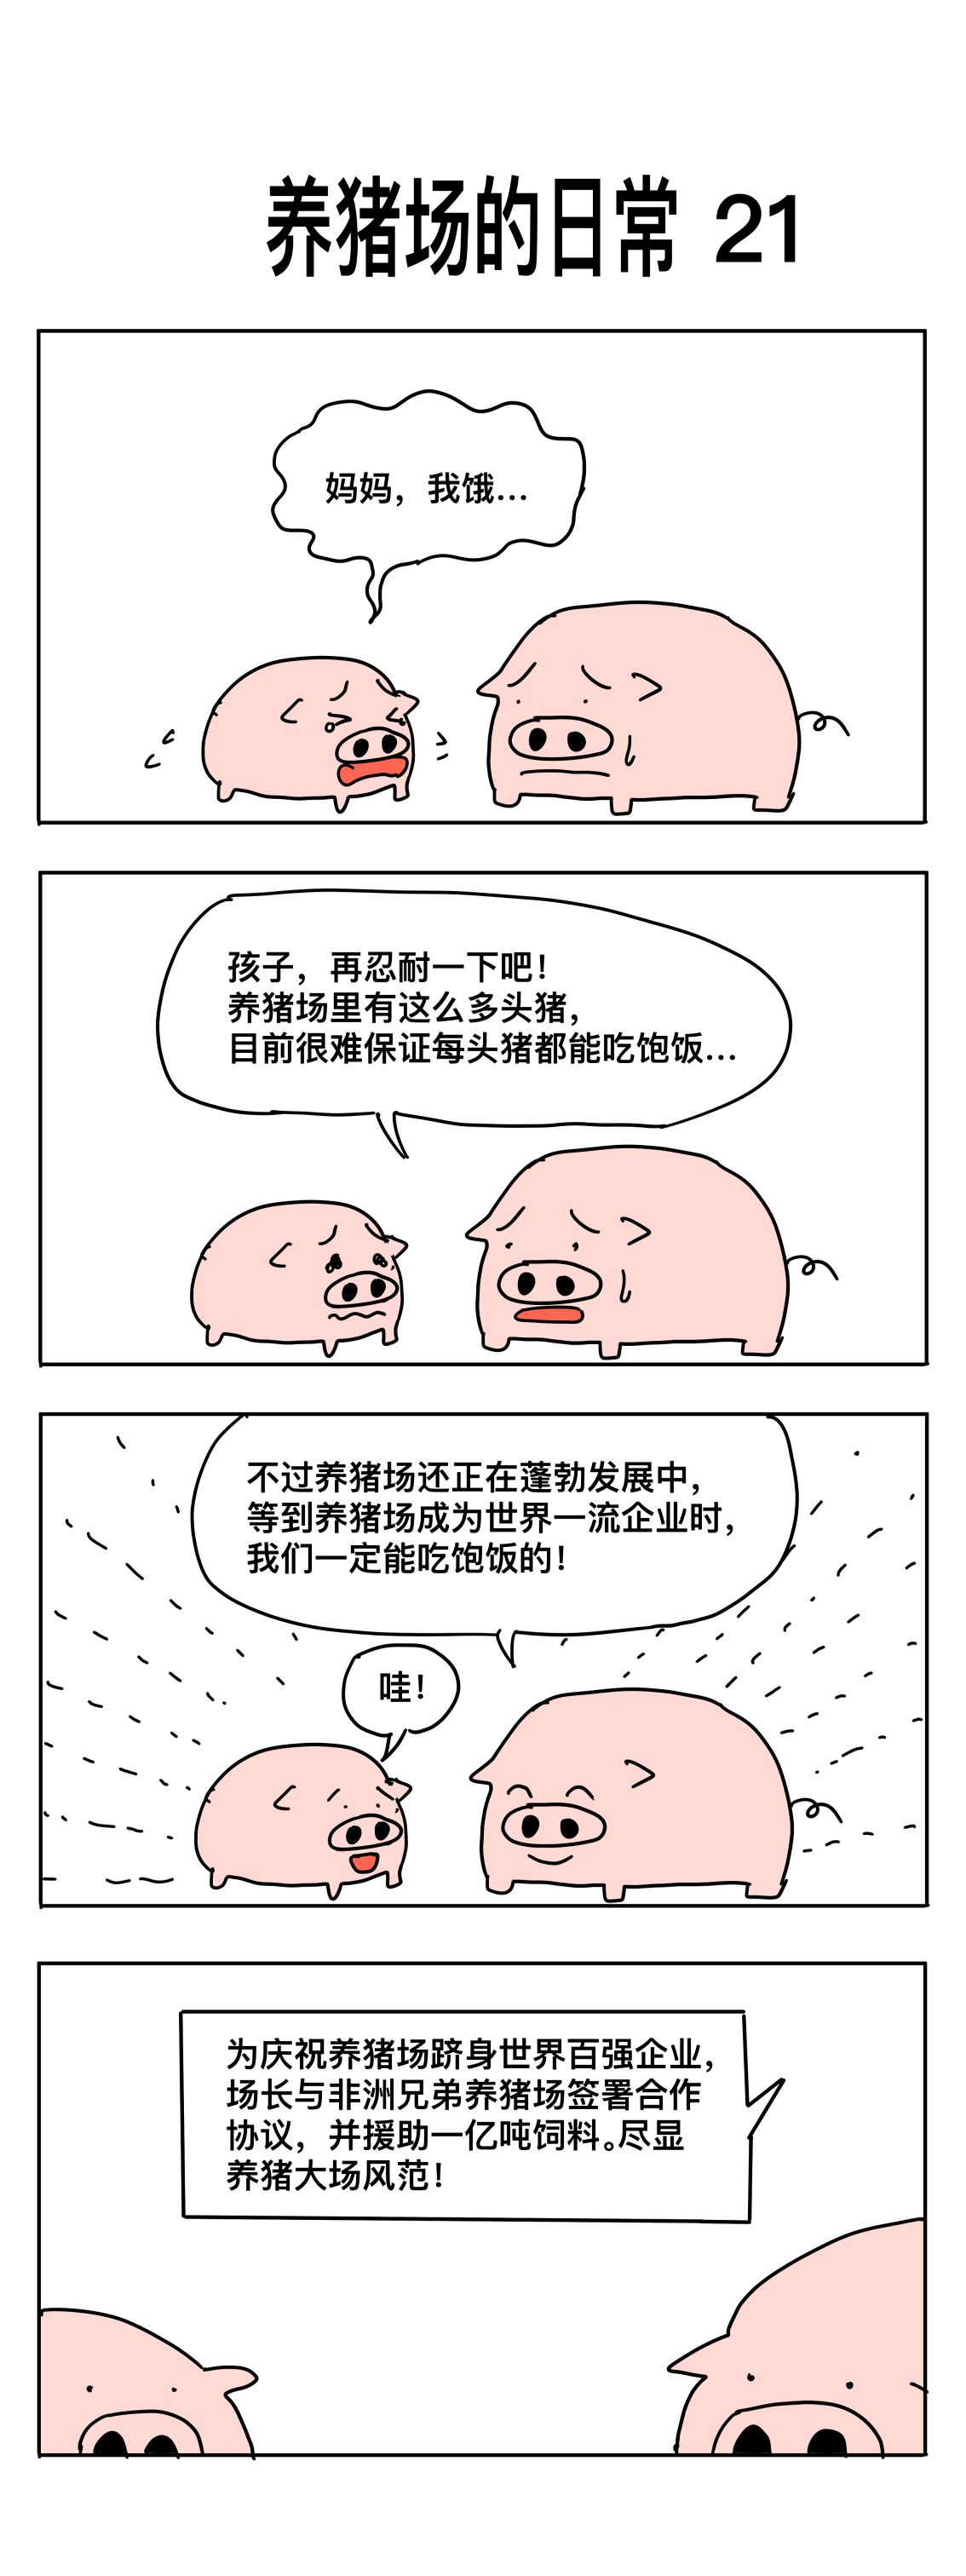 养猪场的日常 21
妈妈，我饿...
孩子，再忍耐一下吧！
养猪场里有这么多头猪，
目前很难保证每头猪都能吃饱饭...
不过养猪场还正在蓬勃发展中，
等到养猪场成为世界一流企业时，
我们一定能吃饱饭的！
哇！
为庆祝养猪场跻身世界百强企业，
场长与非洲兄弟养猪场签署合作
协议，并援助一亿吨饲料。尽显
养猪大场风范！